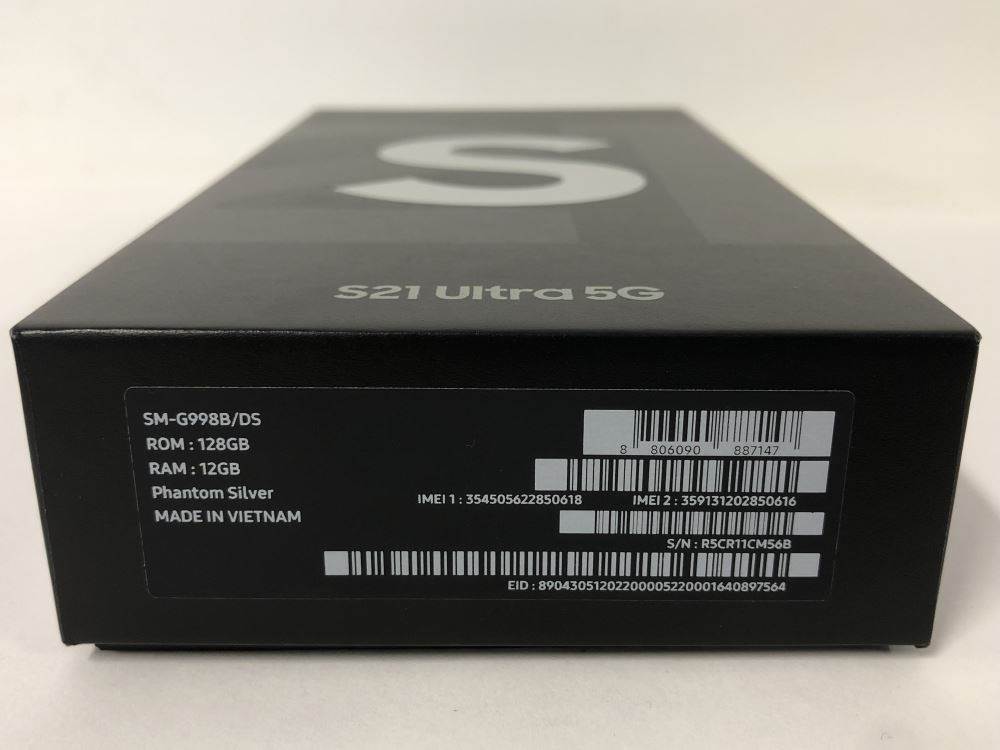 S
S21 Ultra 5G
SM-G998B/DS
ROM : 128GB
RAM : 12GB
Phantom Silver
MADE IN VIETNAM
8 806090 887147
IMEI 1 : 354505622850618 IMEI 2 : 359131202850616
S/N : R5CR11CM56B
EID : 89043051202200005220001640897564